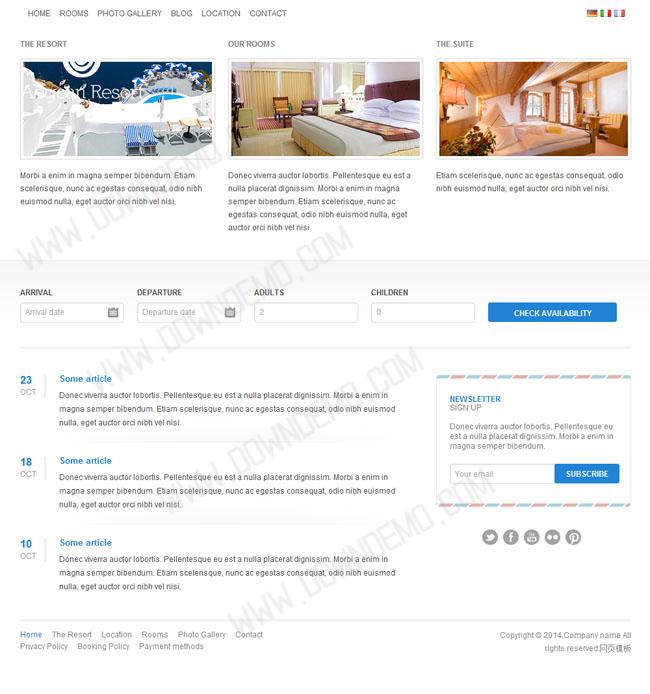 HOME ROOMS PHOTO GALLERY BLOG LOCATION CONTACT
THE RESORT
Resort
Morbi a enim in magna semper bibendum. Etiam
scelerisque, nunc ac egestas consequat, odio nibh
euismod nulla, eget auctor orci nibh vel nisi.
OUR ROOMS
Donec viverra auctor lobortis. Pellentesque eu est a
nulla placerat dignissim. Morbi a enim in magna
semper bibendum. Etiam scelerisque, nunc ac
egestas consequat, odio nibh euismod nulla, eget
auctor orci nibh vel nisi.
THE SUITE
Etiam scelerisque, nunc ac egestas consequat, odio
nibh euismod nulla, eget auctor orci nibh vel nisi.
ARRIVAL DEPARTURE ADULTS CHILDREN
Arrival date Departure date 2 0 CHECK AVAILABILITY
23
OCT
Some article
Donec viverra auctor lobortis. Pellentesque eu est a nulla placerat dignissim. Morbi a enim in
magna semper bibendum. Etiam scelerisque, nunc ac egestas consequat, odio nibh euismod
nulla, eget auctor orci nibh vel nisi.
18
OCT
Some article
Donec viverra auctor lobortis. Pellentesque eu est a nulla placerat dignissim. Morbi a enim in
magna semper bibendum. Etiam scelerisque, nunc ac egestas consequat, odio nibh euismod
nulla, eget auctor orci nibh vel nisi.
10
OCT
Some article
Donec viverra auctor lobortis. Pellentesque eu est a nulla placerat dignissim. Morbi a enim in
magna semper bibendum. Etiam scelerisque, nunc ac egestas consequat, odio nibh euismod
nulla, eget auctor orci nibh vel nisi.
NEWSLETTER
SIGN UP
Donec viverra auctor lobortis. Pellentesque eu
est a nulla placerat dignissim. Morbi a enim in
magna semper bibendum.
Your email SUBSCRIBE
You
Home The Resort Location Rooms Photo Gallery Contact
Privacy Policy Booking Policy Payment methods
Copyright © 2014.Company name All
rights reserved.网页模板
WWW.DOWNDEMO.COM
WWW.DOWNDEMO.COM
WWW.DOWNDEMO.COM
WWW.DOWNDEMO.COM